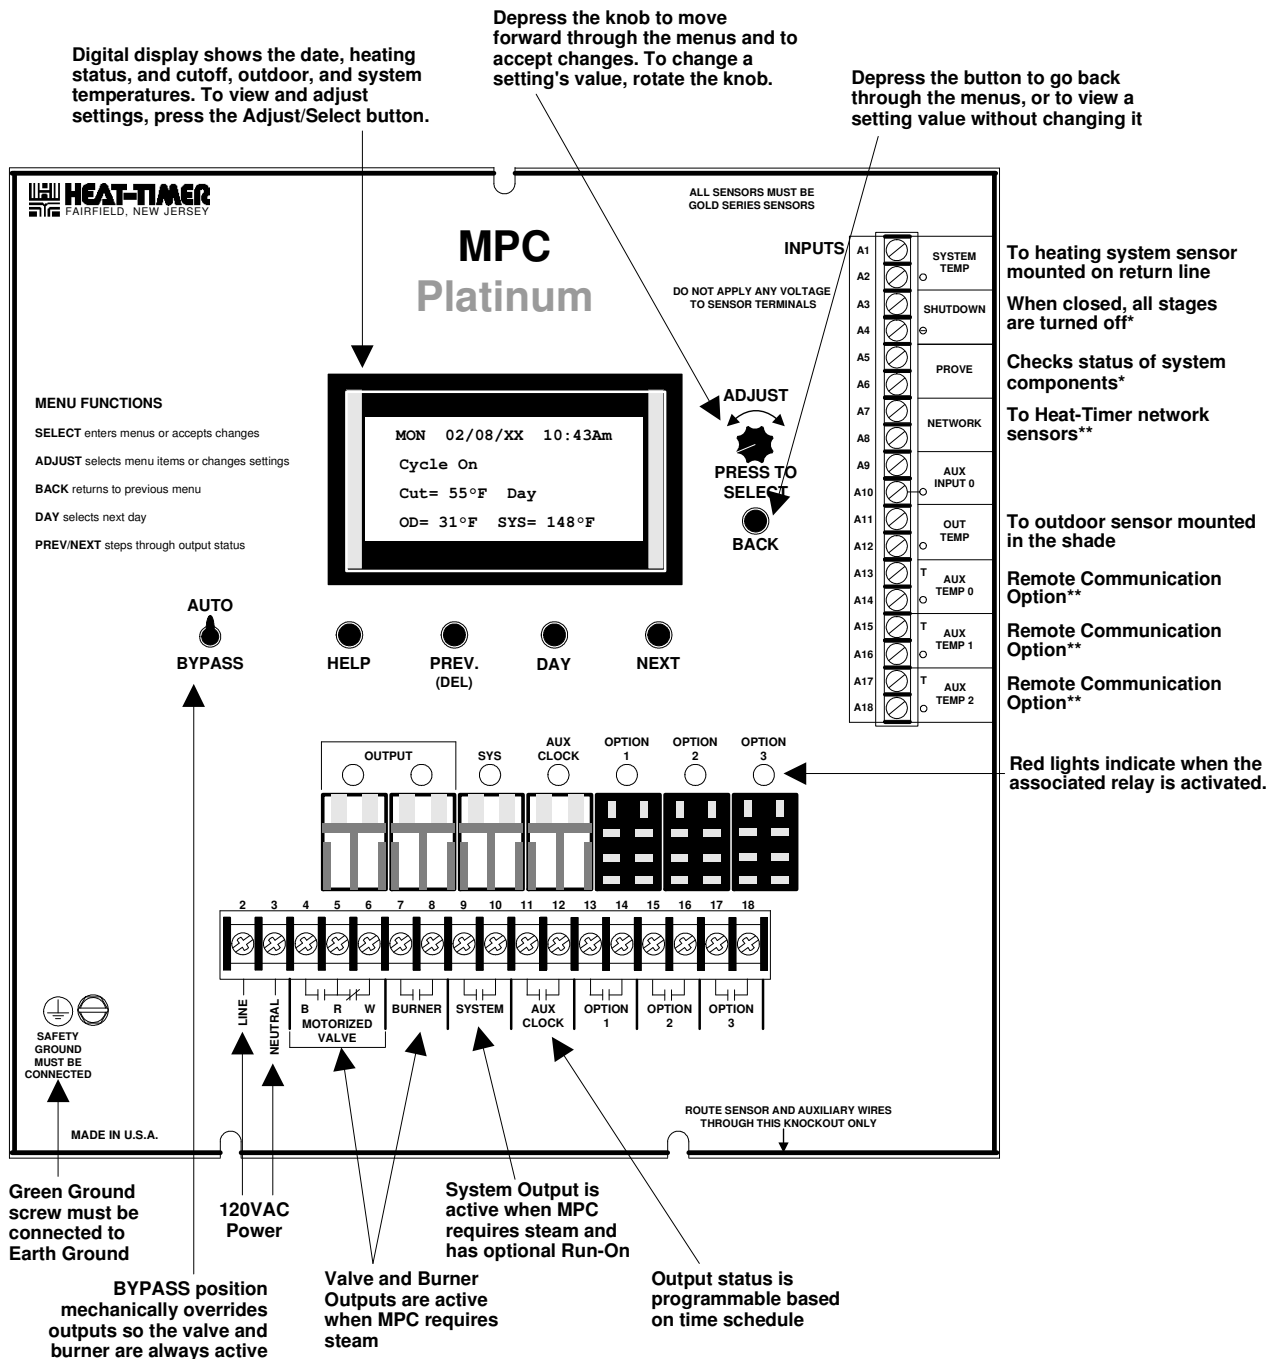 Depress the knob to move
forward through the menus and to
accept changes. To change a
setting's value, rotate the knob.
Digital display shows the date, heating
status, and cutoff, outdoor, and system
temperatures. To view and adjust
settings, press the Adjust/Select button.
Depress the button to go back
through the menus, or to view a
setting value without changing it
HEAT-TIMER
FAIRFIELD, NEW JERSEY
ALL SENSORS MUST BE
GOLD SERIES SENSORS
MPC
Platinum
INPUTS
DO NOT APPLY ANY VOLTAGE
TO SENSOR TERMINALS
A1
A2
SYSTEM
TEMP
To heating system sensor
mounted on return line
A3
A4
SHUTDOWN
When closed, all stages
are turned off*
A5
A6
PROVE
Checks status of system
components*
A7
A8
NETWORK
To Heat-Timer network
sensors**
A9
A10
AUX
INPUT 0
A11
A12
OUT
TEMP
To outdoor sensor mounted
in the shade
A13
A14
T
AUX
TEMP 0
Remote Communication
Option**
A15
A16
T
AUX
TEMP 1
Remote Communication
Option**
A17
A18
T
AUX
TEMP 2
Remote Communication
Option**
MENU FUNCTIONS
SELECT enters menus or accepts changes
ADJUST selects menu items or changes settings
BACK returns to previous menu
DAY selects next day
PREV/NEXT steps through output status
MON 02/08/XX 10:43Am
Cycle On
Cut= 55°F Day
OD= 31°F SYS= 148°F
ADJUST
PRESS TO
SELECT
BACK
AUTO
BYPASS
HELP
PREV.
(DEL)
DAY
NEXT
OUTPUT
SYS
AUX
CLOCK
OPTION
1
OPTION
2
OPTION
3
Red lights indicate when the
associated relay is activated.
2 3 4 5 6 7 8 9 10 11 12 13 14 15 16 17 18
LINE
NEUTRAL
B R W
MOTORIZED
VALVE
BURNER
SYSTEM
AUX
CLOCK
OPTION
1
OPTION
2
OPTION
3
SAFETY
GROUND
MUST BE
CONNECTED
MADE IN U.S.A.
ROUTE SENSOR AND AUXILIARY WIRES
THROUGH THIS KNOCKOUT ONLY
Green Ground
screw must be
connected to
Earth Ground
120VAC
Power
System Output is
active when MPC
requires steam and
has optional Run-On
BYPASS position
mechanically overrides
outputs so the valve and
burner are always active
Valve and Burner
Outputs are active
when MPC requires
steam
Output status is
programmable based
on time schedule